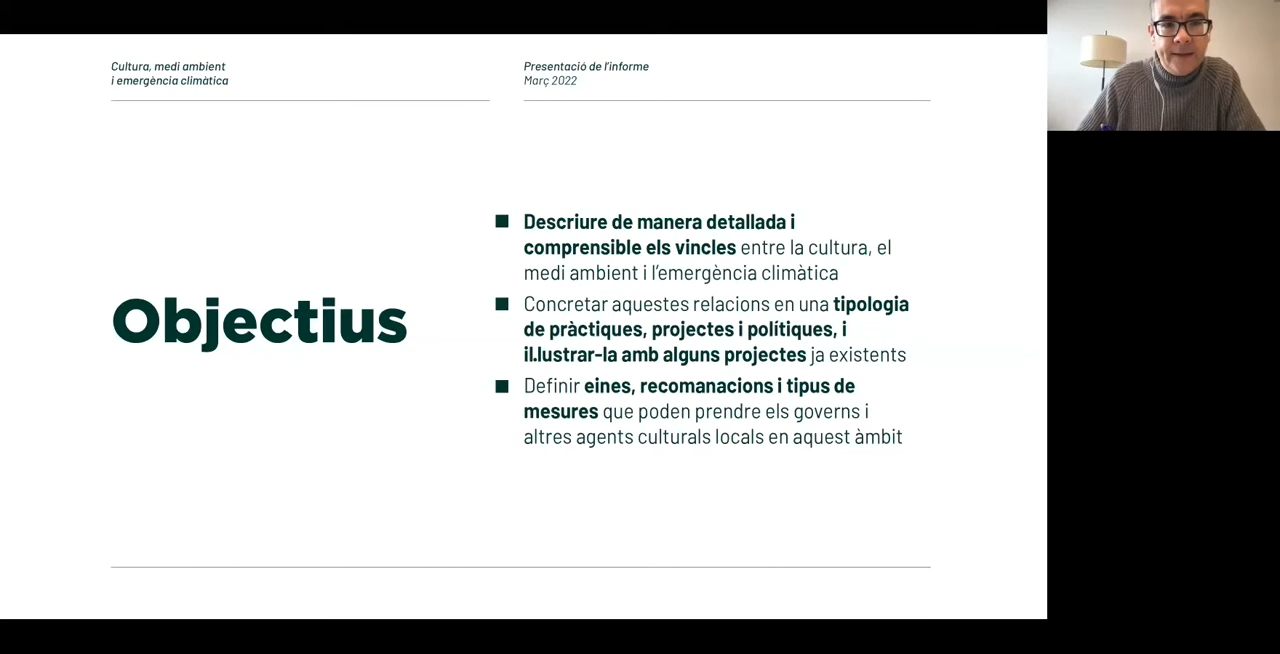 Cultura, medi ambient
i emergència climàtica
Presentació de l'informe
Març 2022
Objectius
Descriure de manera detallada i
comprensible els vincles entre la cultura, el
medi ambient i l'emergència climàtica
Concretar aquestes relacions en una tipologia
de pràctiques, projectes i polítiques, i
il.lustrar-la amb alguns projectes ja existents
Definir eines, recomanacions i tipus de
mesures que poden prendre els governs i
altres agents culturals locals en aquest àmbit